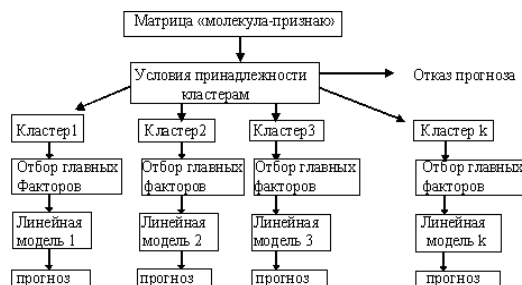 Матрица «молекула-признаю»
Условия принадлежности
кластерам
Отказ прогноза
Кластер1
Кластер2
Кластер3
Кластер k
Отбор главных
Факторов
Отбор главных
факторов
Отбор главных
факторов
Отбор главных
факторов
Линейная
модель 1
Линейная
модель 2
Линейная
модель 3
Линейная
модель k
прогноз
прогноз
прогноз
прогноз